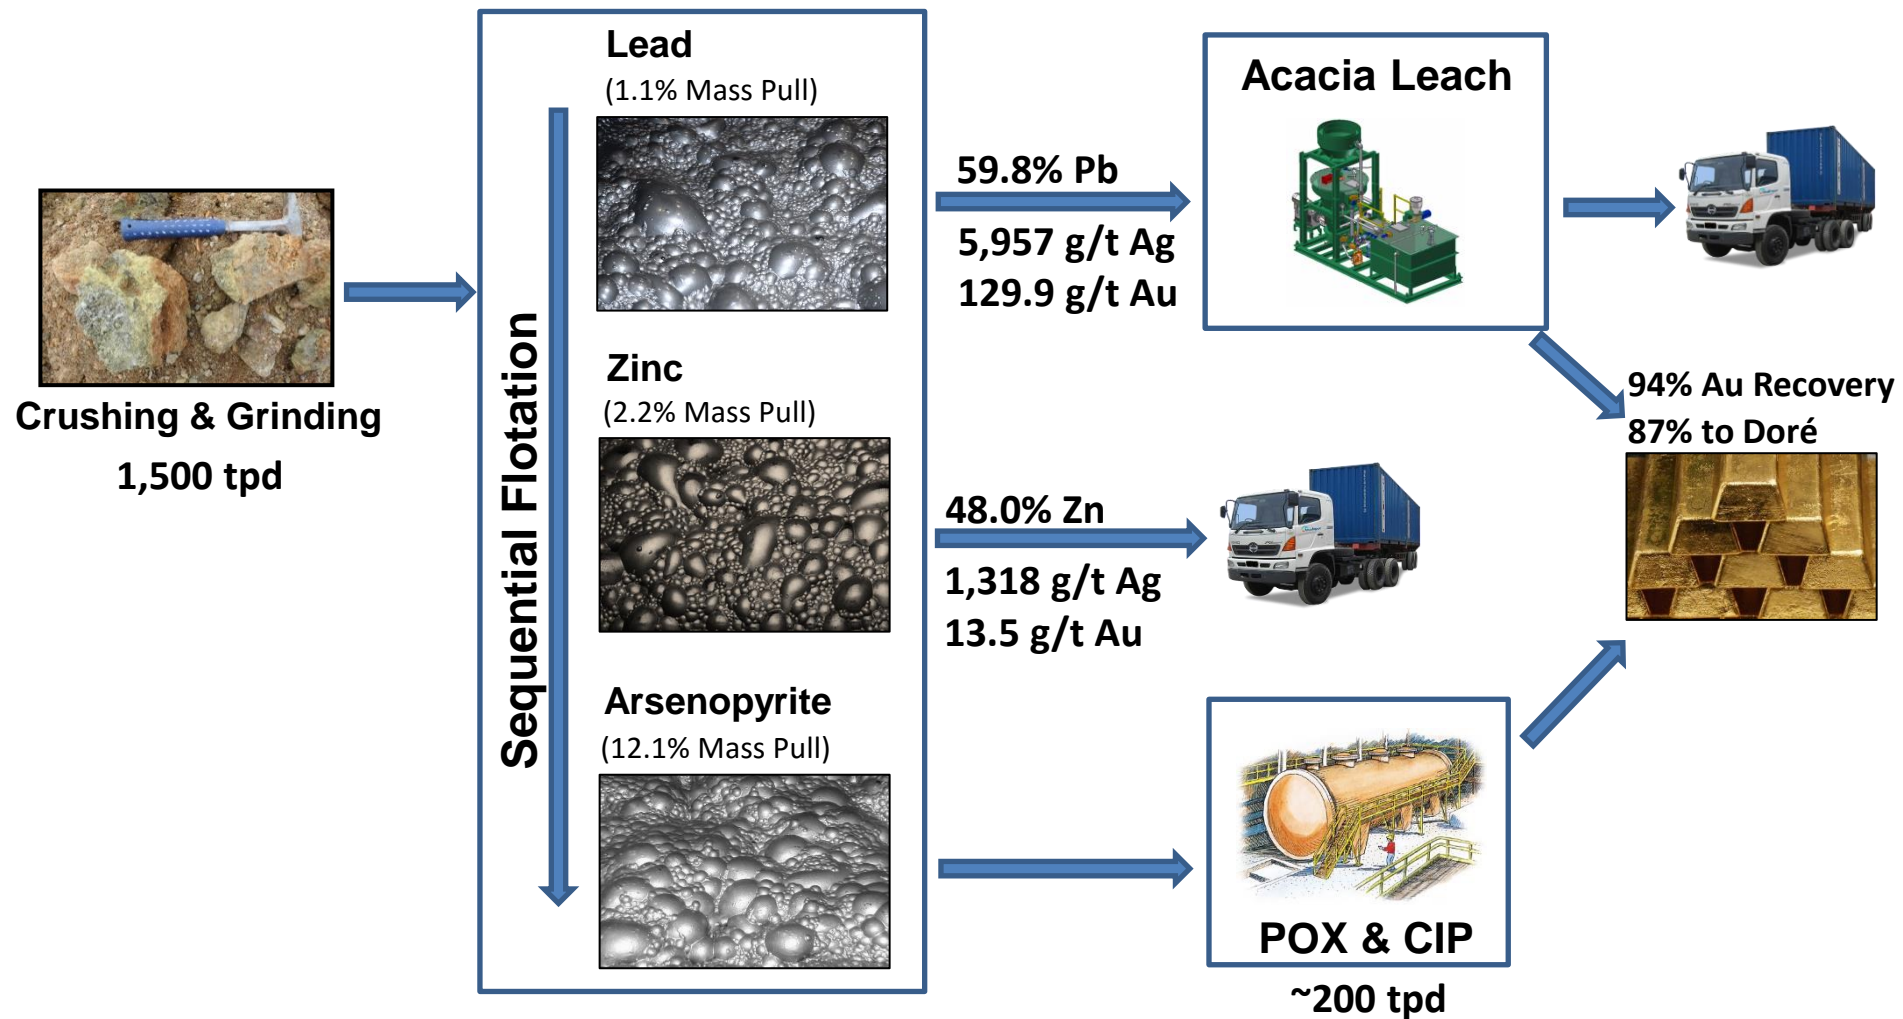 Crushing & Grinding
1,500 tpd
Sequential Flotation
Lead
(1.1% Mass Pull)
Zinc
(2.2% Mass Pull)
Arsenopyrite
(12.1% Mass Pull)
59.8% Pb
5,957 g/t Ag
129.9 g/t Au
48.0% Zn
1,318 g/t Ag
13.5 g/t Au
Acacia Leach
94% Au Recovery
87% to Doré
POX & CIP
~200 tpd